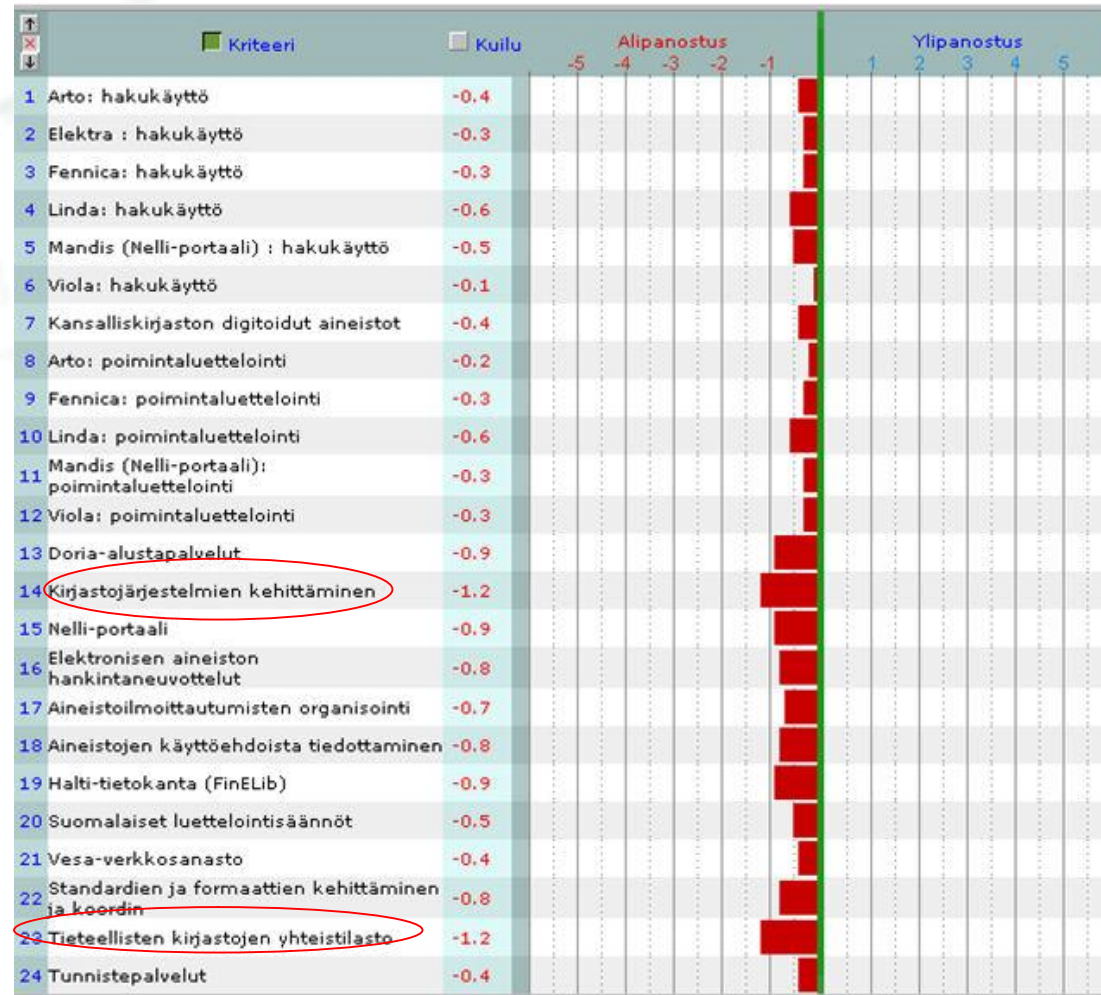 Kriteeri Kuilu Alipanostus Ylipanostus
-5 -4 -3 -2 -1 1 2 3 4 5
1 Arto: hakukäyttö -0.4
2 Elektra : hakukäyttö -0.3
3 Fennica: hakukäyttö -0.3
4 Linda: hakukäyttö -0.6
5 Mandis (Nelli-portaali) : hakukäyttö -0.5
6 Viola: hakukäyttö -0.1
7 Kansalliskirjaston digitoidut aineistot -0.4
8 Arto: poimintaluettelointi -0.2
9 Fennica: poimintaluettelointi -0.3
10 Linda: poimintaluettelointi -0.6
11 Mandis (Nelli-portaali):
poimintaluettelointi -0.3
12 Viola: poimintaluettelointi -0.3
13 Doria-alustapalvelut -0.9
14 Kirjastojärjestelmien kehittäminen -1.2
15 Nelli-portaali -0.9
16 Elektronisen aineiston
hankintaneuvottelut -0.8
17 Aineistoilmoittautumisten organisointi -0.7
18 Aineistojen käyttöehdoista tiedottaminen -0.8
19 Halti-tietokanta (FinELib) -0.9
20 Suomalaiset luettelointisäännöt -0.5
21 Vesa-verkkosanasto -0.4
22 Standardien ja formaattien kehittäminen
ja koordin -0.8
23 Tieteellisten kirjastojen yhteistilasto -1.2
24 Tunnistepalvelut -0.4